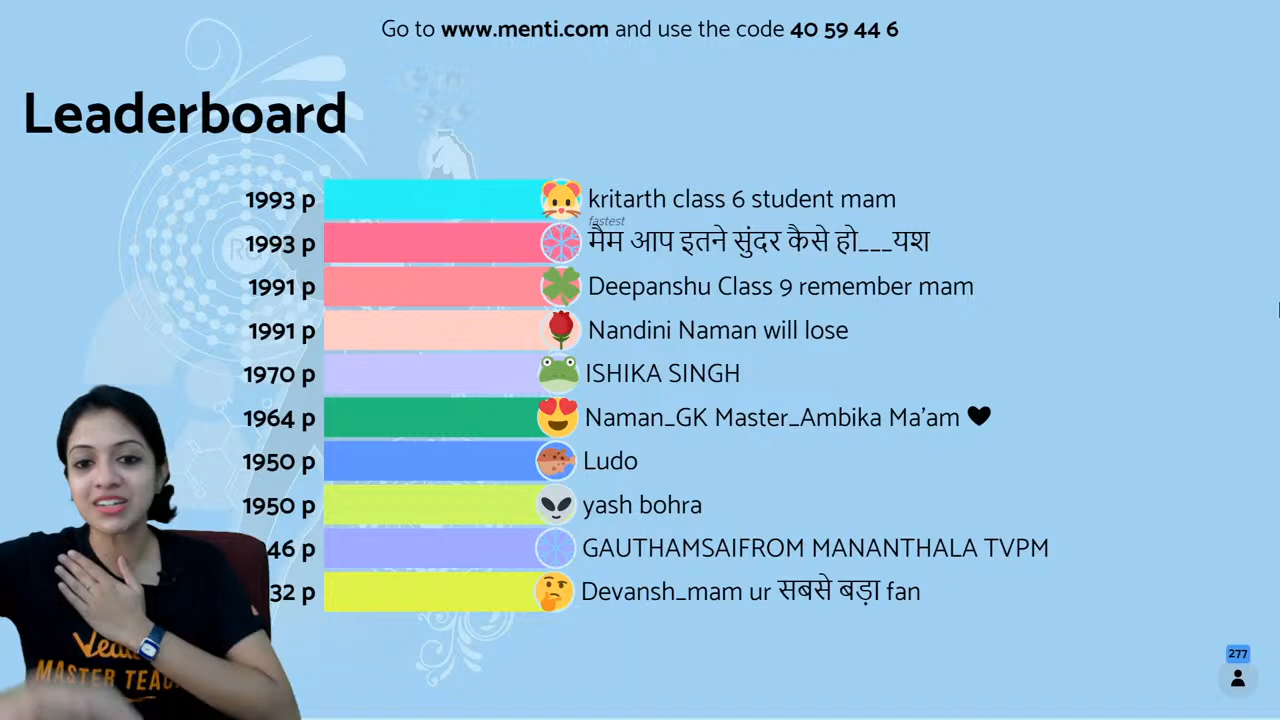 Go to www.menti.com and use the code 40 59 44 6
Leaderboard
1993 p kritarth class 6 student mam
fastest
1993 p मैम आप इतने सुंदर कैसे हो___यश
1991 p Deepanshu Class 9 remember mam
1991 p Nandini Naman will lose
1970 p ISHIKA SINGH
1964 p Naman_GK Master_Ambika Ma'am 🖤
1950 p Ludo
1950 p yash bohra
46 p GAUTHAMSAIFROM MANANTHALA TVPM
32 p Devansh_mam ur सबसे बड़ा fan
277
MASTER